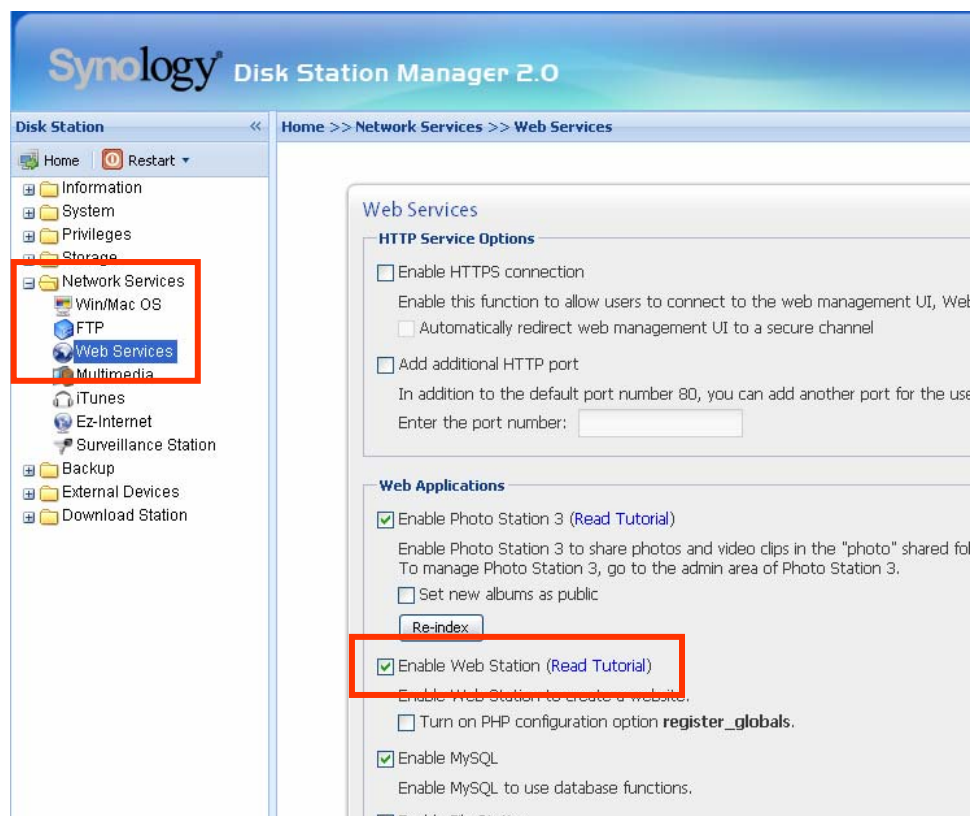 Synology Disk Station Manager 2.0
Disk Station «
Home >> Network Services >> Web Services
Home Restart
Information
System
Privileges
Storage
Network Services
Win/Mac OS
FTP
Web Services
Multimedia
iTunes
Ez-Internet
Surveillance Station
Backup
External Devices
Download Station
Web Services
HTTP Service Options
Enable HTTPS connection
Enable this function to allow users to connect to the web management UI, Web
Automatically redirect web management UI to a secure channel
Add additional HTTP port
In addition to the default port number 80, you can add another port for the use
Enter the port number:
Web Applications
Enable Photo Station 3 (Read Tutorial)
Enable Photo Station 3 to share photos and video clips in the "photo" shared fol
To manage Photo Station 3, go to the admin area of Photo Station 3.
Set new albums as public
Re-index
Enable Web Station (Read Tutorial)
Enable Web Station to create a website.
Turn on PHP configuration option register_globals.
Enable MySQL
Enable MySQL to use database functions.